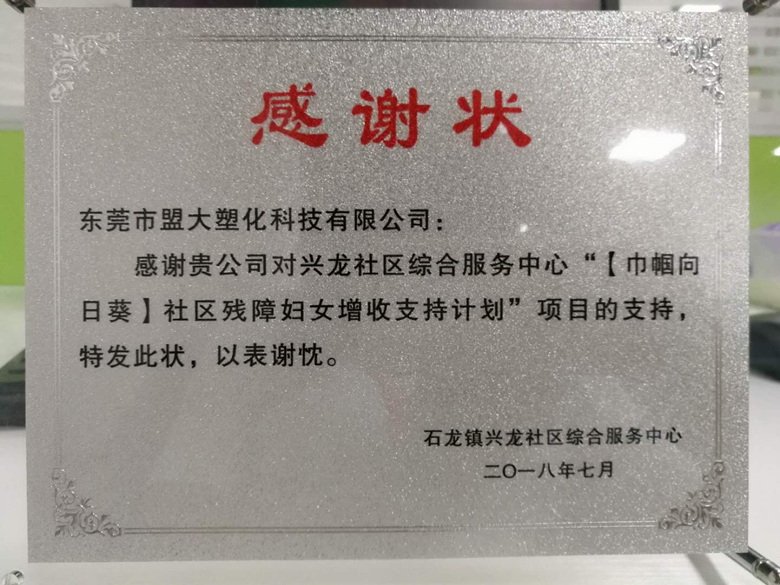 感谢状
东莞市盟大塑化科技有限公司：
感谢贵公司对兴龙社区综合服务中心“【巾帼向
日葵】社区残障妇女增收支持计划”项目的支持，
特发此状，以表谢忱。
石龙镇兴龙社区综合服务中心
二〇一八年七月